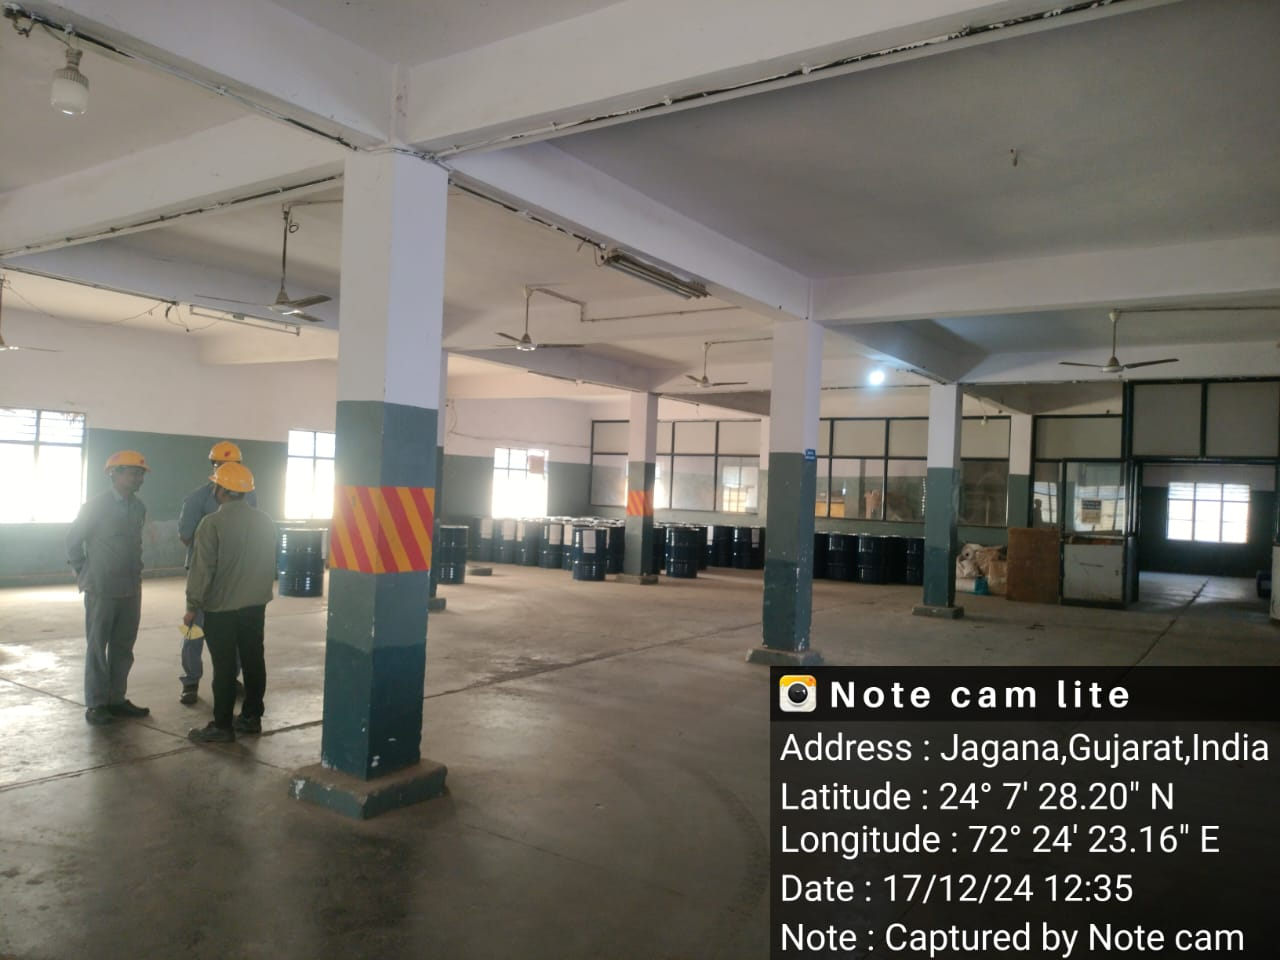 Note cam lite
Address : Jagana,Gujarat,India
Latitude : 24° 7' 28.20" N
Longitude : 72° 24' 23.16" E
Date : 17/12/24 12:35
Note : Captured by Note cam